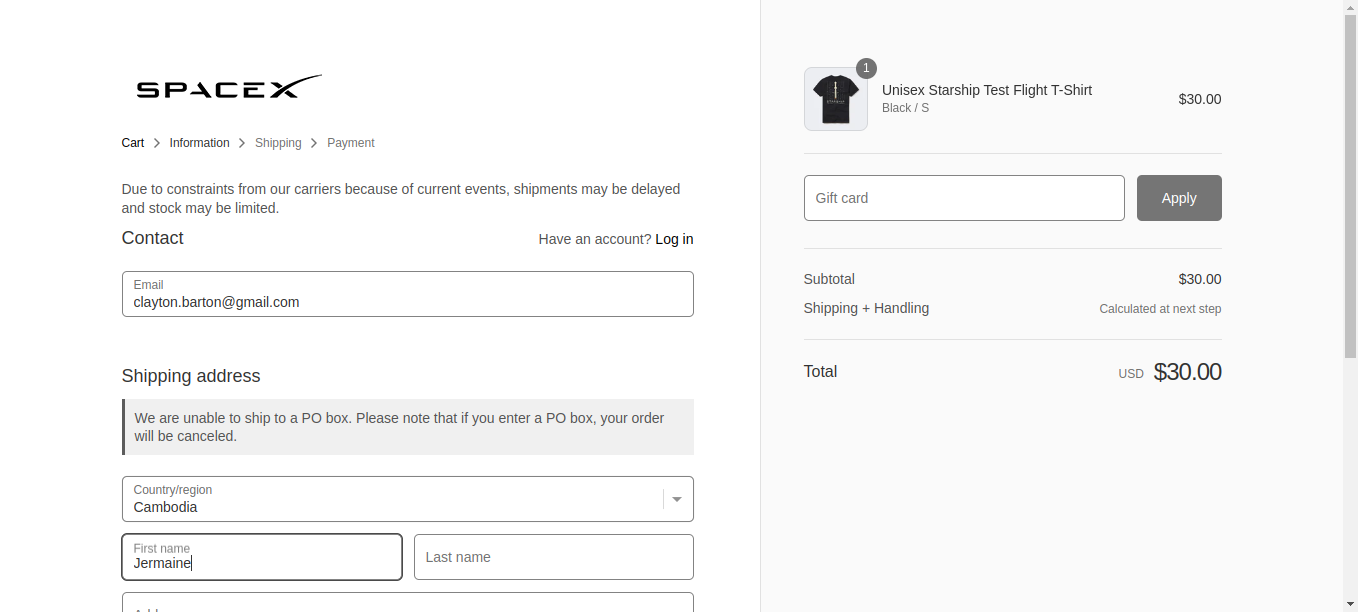 SPACEX
Cart > Information > Shipping > Payment
Due to constraints from our carriers because of current events, shipments may be delayed
and stock may be limited.
Contact
Have an account? Log in
Email
clayton.barton@gmail.com
Shipping address
We are unable to ship to a PO box. Please note that if you enter a PO box, your order
will be canceled.
Country/region
Cambodia
First name
Jermaine
Last name
1
Unisex Starship Test Flight T-Shirt
Black / S
$30.00
Gift card
Apply
Subtotal
$30.00
Shipping + Handling
Calculated at next step
Total
USD $30.00